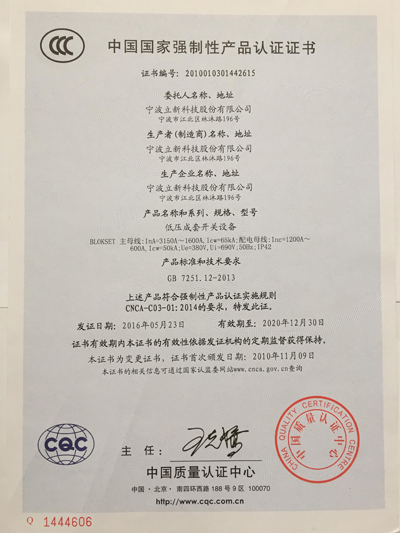 中国国家强制性产品认证证书
证书编号: 2010010301442615
委托人名称、地址
宁波立新科技股份有限公司
宁波市江北区林沐路196号
生产者(制造商)名称、地址
宁波立新科技股份有限公司
宁波市江北区林沐路196号
生产企业名称、地址
宁波立新科技股份有限公司
宁波市江北区林沐路196号
产品名称和系列、规格、型号
低压成套开关设备
BLOKSET 主母线:InA=3150A~1600A,Icw=65kA;配电母线:Inc=1200A~
600A,Icw=50kA;Ue=380V,Ui=690V;50Hz;IP42
产品标准和技术要求
GB 7251.12-2013
上述产品符合强制性产品认证实施规则
CNCA-C03-01:2014的要求，特发此证。
发证日期: 2016年05月23日 有效期至: 2020年12月30日
证书有效期内本证书的有效性依据发证机构的定期监督获得保持。
本证书为变更证书，证书首次颁发日期: 2010年11月09日
本证书的相关信息可通过国家认监委网站www.cnca.gov.cn查询
CQC
主任:
CHINA QUALITY CERTIFICATION CENTRE
中国质量认证中心
中国质量认证中心
中国·北京·南四环西路188号9区 100070
http://www.cqc.com.cn
Q 1444606